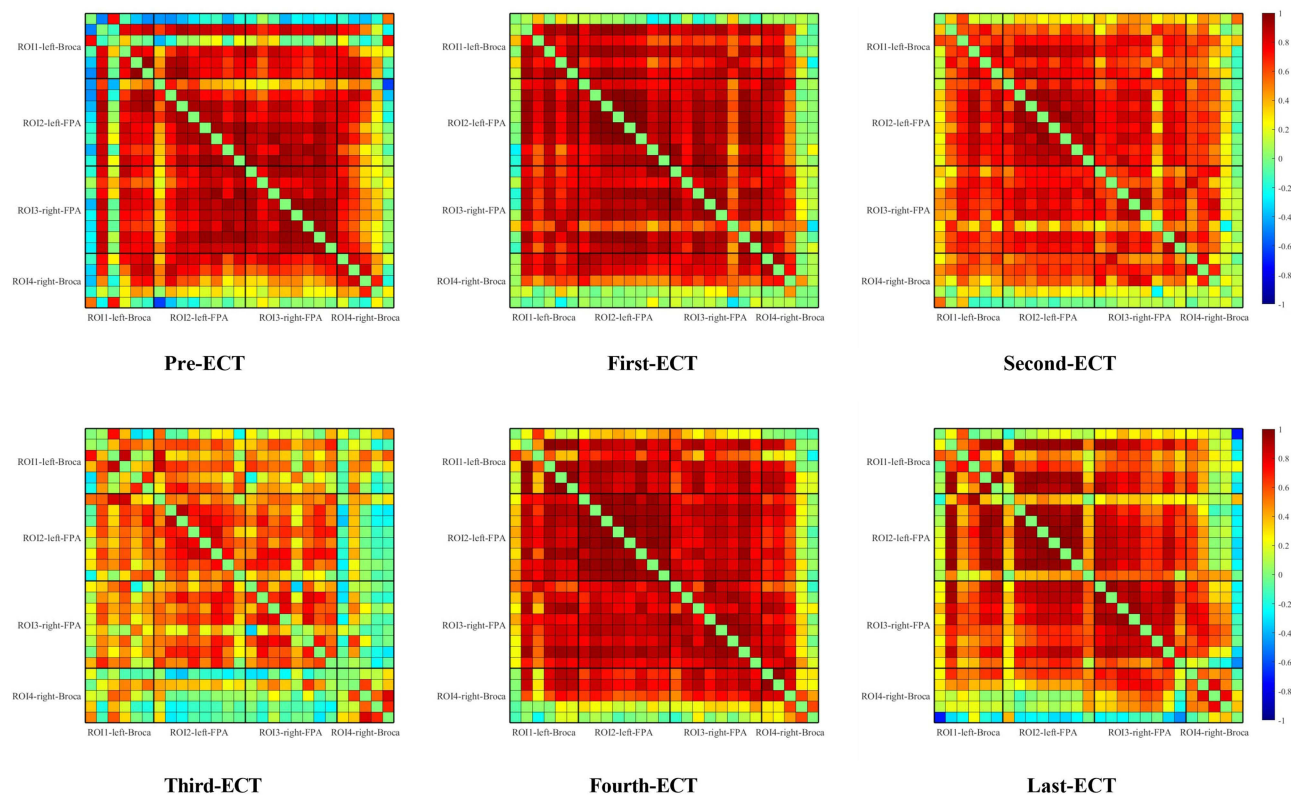 ROI1-left-Broca
ROI2-left-FPA
ROI3-right-FPA
ROI4-right-Broca
ROI1-left-Broca ROI2-left-FPA ROI3-right-FPA ROI4-right-Broca
Pre-ECT
ROI1-left-Broca
ROI2-left-FPA
ROI3-right-FPA
ROI4-right-Broca
ROI1-left-Broca ROI2-left-FPA ROI3-right-FPA ROI4-right-Broca
First-ECT
ROI1-left-Broca
ROI2-left-FPA
ROI3-right-FPA
ROI4-right-Broca
ROI1-left-Broca ROI2-left-FPA ROI3-right-FPA ROI4-right-Broca
Second-ECT
1
0.8
0.6
0.4
0.2
0
-0.2
-0.4
-0.6
-0.8
-1
ROI1-left-Broca
ROI2-left-FPA
ROI3-right-FPA
ROI4-right-Broca
ROI1-left-Broca ROI2-left-FPA ROI3-right-FPA ROI4-right-Broca
Third-ECT
ROI1-left-Broca
ROI2-left-FPA
ROI3-right-FPA
ROI4-right-Broca
ROI1-left-Broca ROI2-left-FPA ROI3-right-FPA ROI4-right-Broca
Fourth-ECT
ROI1-left-Broca
ROI2-left-FPA
ROI3-right-FPA
ROI4-right-Broca
ROI1-left-Broca ROI2-left-FPA ROI3-right-FPA ROI4-right-Broca
Last-ECT
1
0.8
0.6
0.4
0.2
0
-0.2
-0.4
-0.6
-0.8
-1